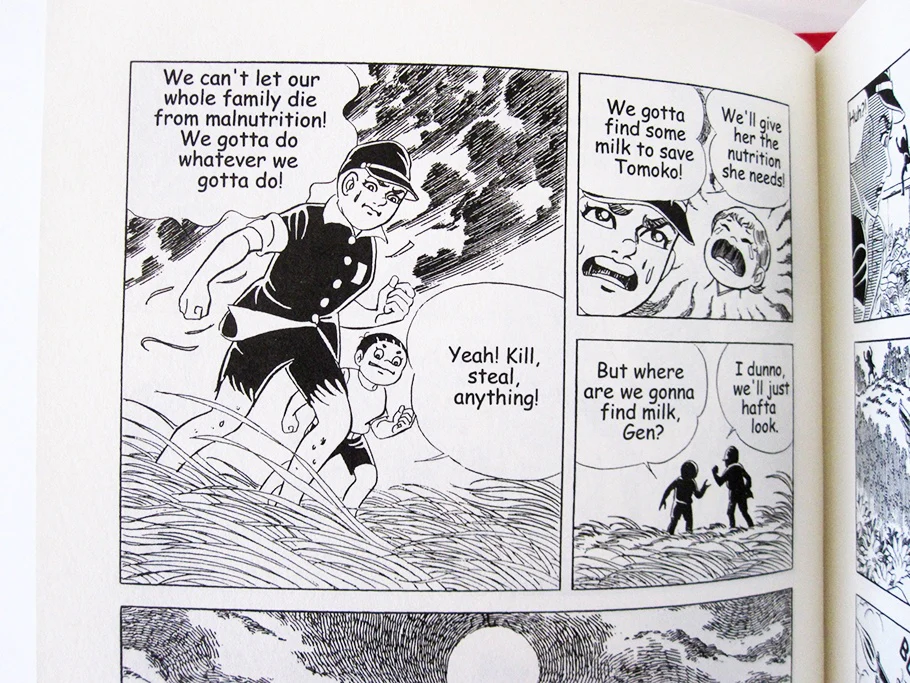 We can't let our
whole family die
from malnutrition!
We gotta do
whatever we
gotta do!
Yeah! Kill,
steal,
anything!
We gotta
find some
milk to save
Tomoko!
We'll give
her the
nutrition
she needs!
But where
are we gonna
find milk,
Gen?
I dunno,
we'll just
hafta
look.
Huh?!